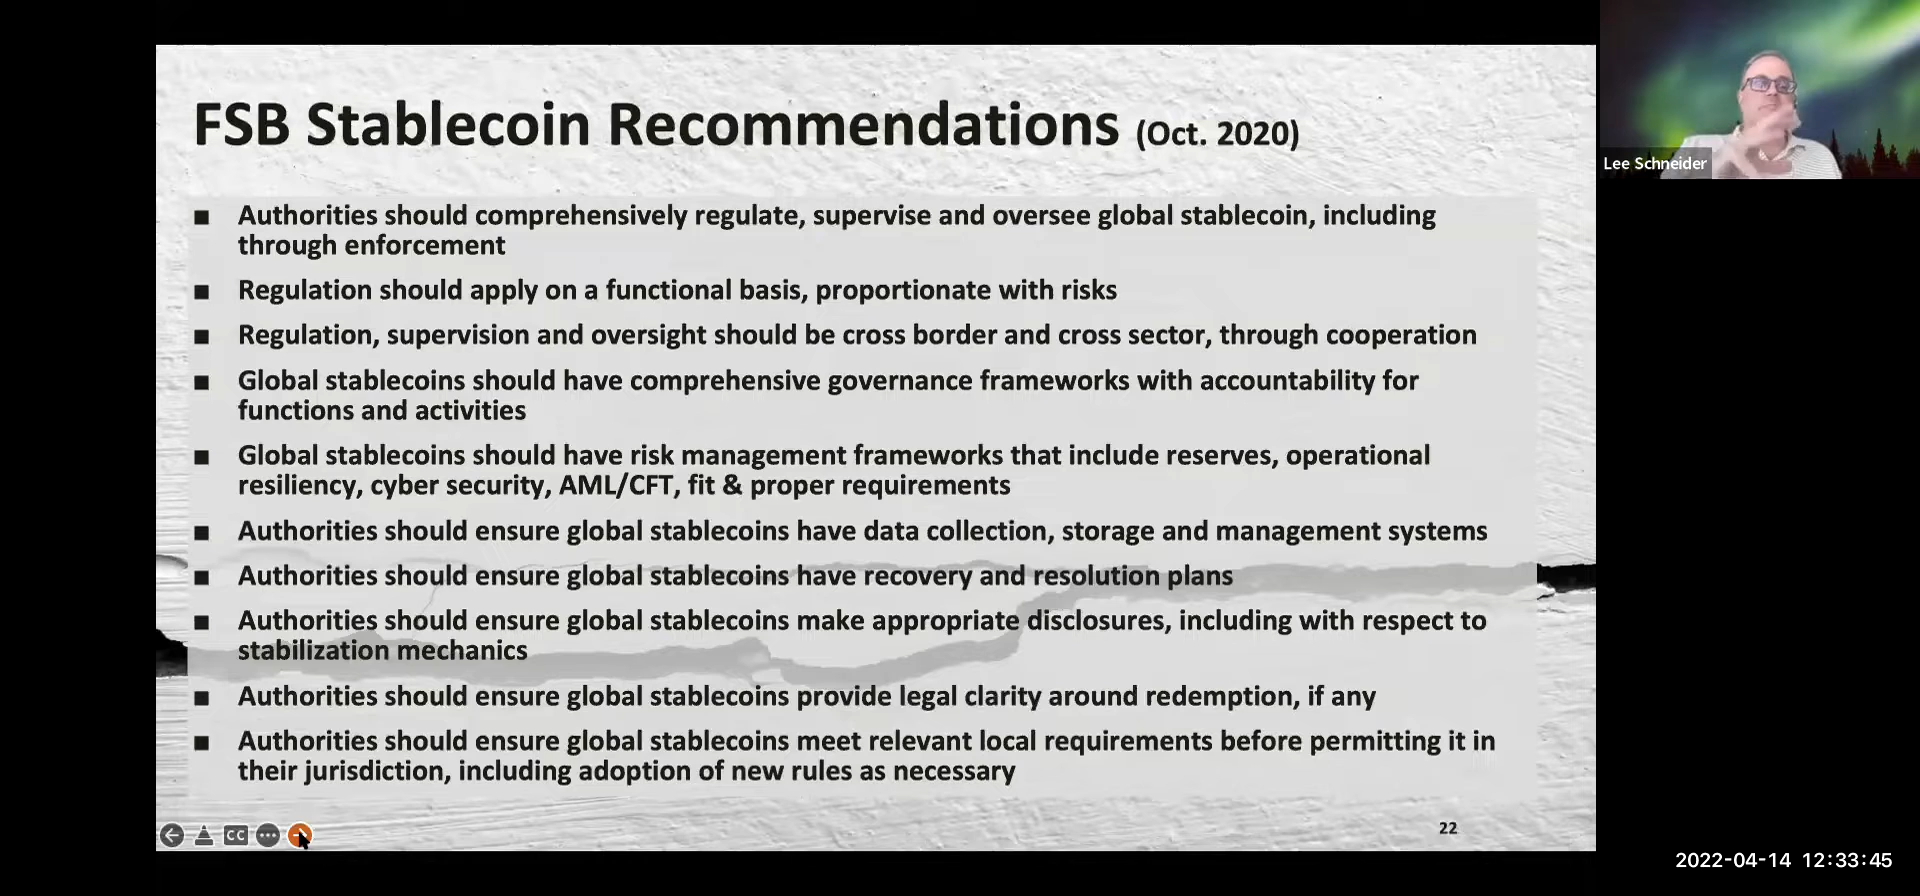 FSB Stablecoin Recommendations (Oct. 2020)
■ Authorities should comprehensively regulate, supervise and oversee global stablecoin, including
through enforcement
■ Regulation should apply on a functional basis, proportionate with risks
■ Regulation, supervision and oversight should be cross border and cross sector, through cooperation
■ Global stablecoins should have comprehensive governance frameworks with accountability for
functions and activities
■ Global stablecoins should have risk management frameworks that include reserves, operational
resiliency, cyber security, AML/CFT, fit & proper requirements
■ Authorities should ensure global stablecoins have data collection, storage and management systems
■ Authorities should ensure global stablecoins have recovery and resolution plans
■ Authorities should ensure global stablecoins make appropriate disclosures, including with respect to
stabilization mechanics
■ Authorities should ensure global stablecoins provide legal clarity around redemption, if any
■ Authorities should ensure global stablecoins meet relevant local requirements before permitting it in
their jurisdiction, including adoption of new rules as necessary
CC
22
Lee Schneider
2022-04-14 12:33:45